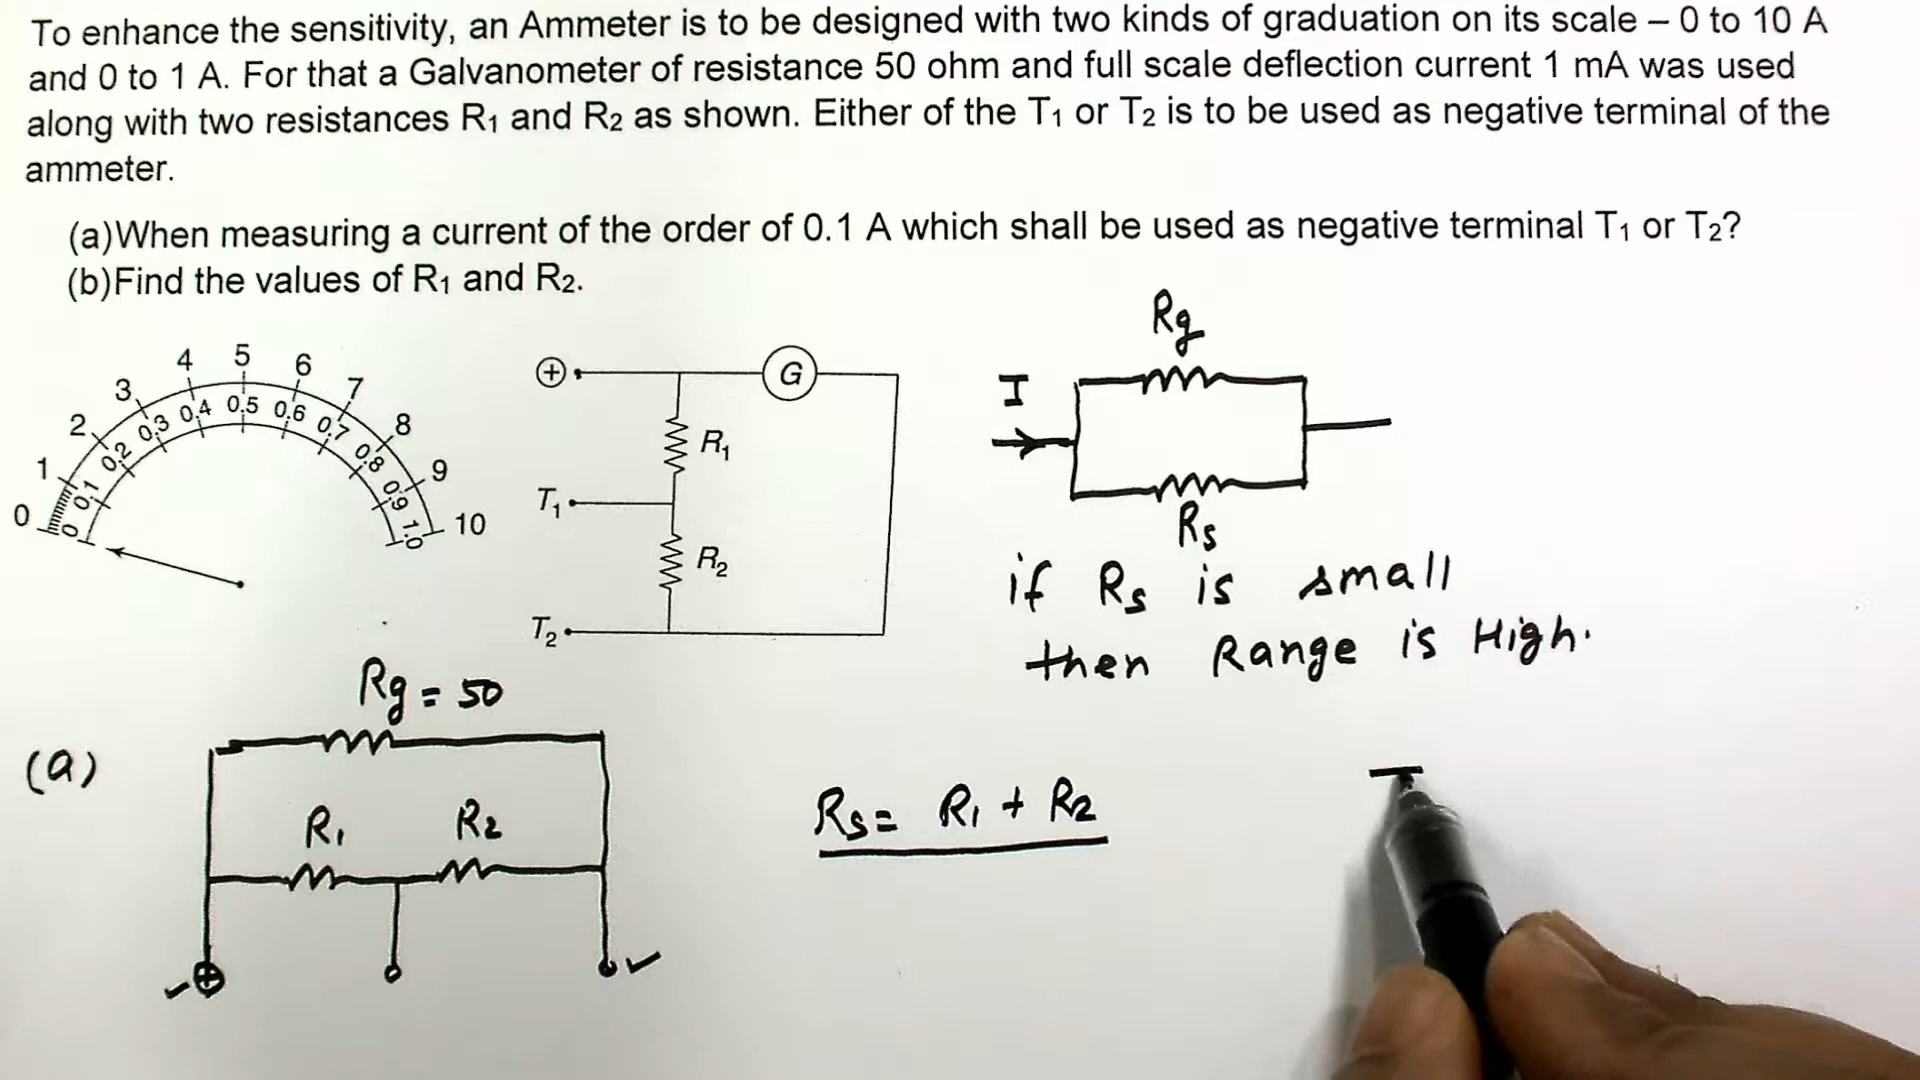 To enhance the sensitivity, an Ammeter is to be designed with two kinds of graduation on its scale – 0 to 10 A
and 0 to 1 A. For that a Galvanometer of resistance 50 ohm and full scale deflection current 1 mA was used
along with two resistances R1 and R2 as shown. Either of the T1 or T2 is to be used as negative terminal of the
ammeter.
(a)When measuring a current of the order of 0.1 A which shall be used as negative terminal T1 or T2?
(b)Find the values of R1 and R2.
0 1 2 3 4 5 6 7 8 9 10
0 0.1 0.2 0.3 0.4 0.5 0.6 0.7 0.8 0.9 1.0
+ G
R1
T1
R2
T2
Rg
I
Rs
if Rs is small
then Range is High.
Rg = 50
(a)
R1 R2
Rs = R1 + R2
+